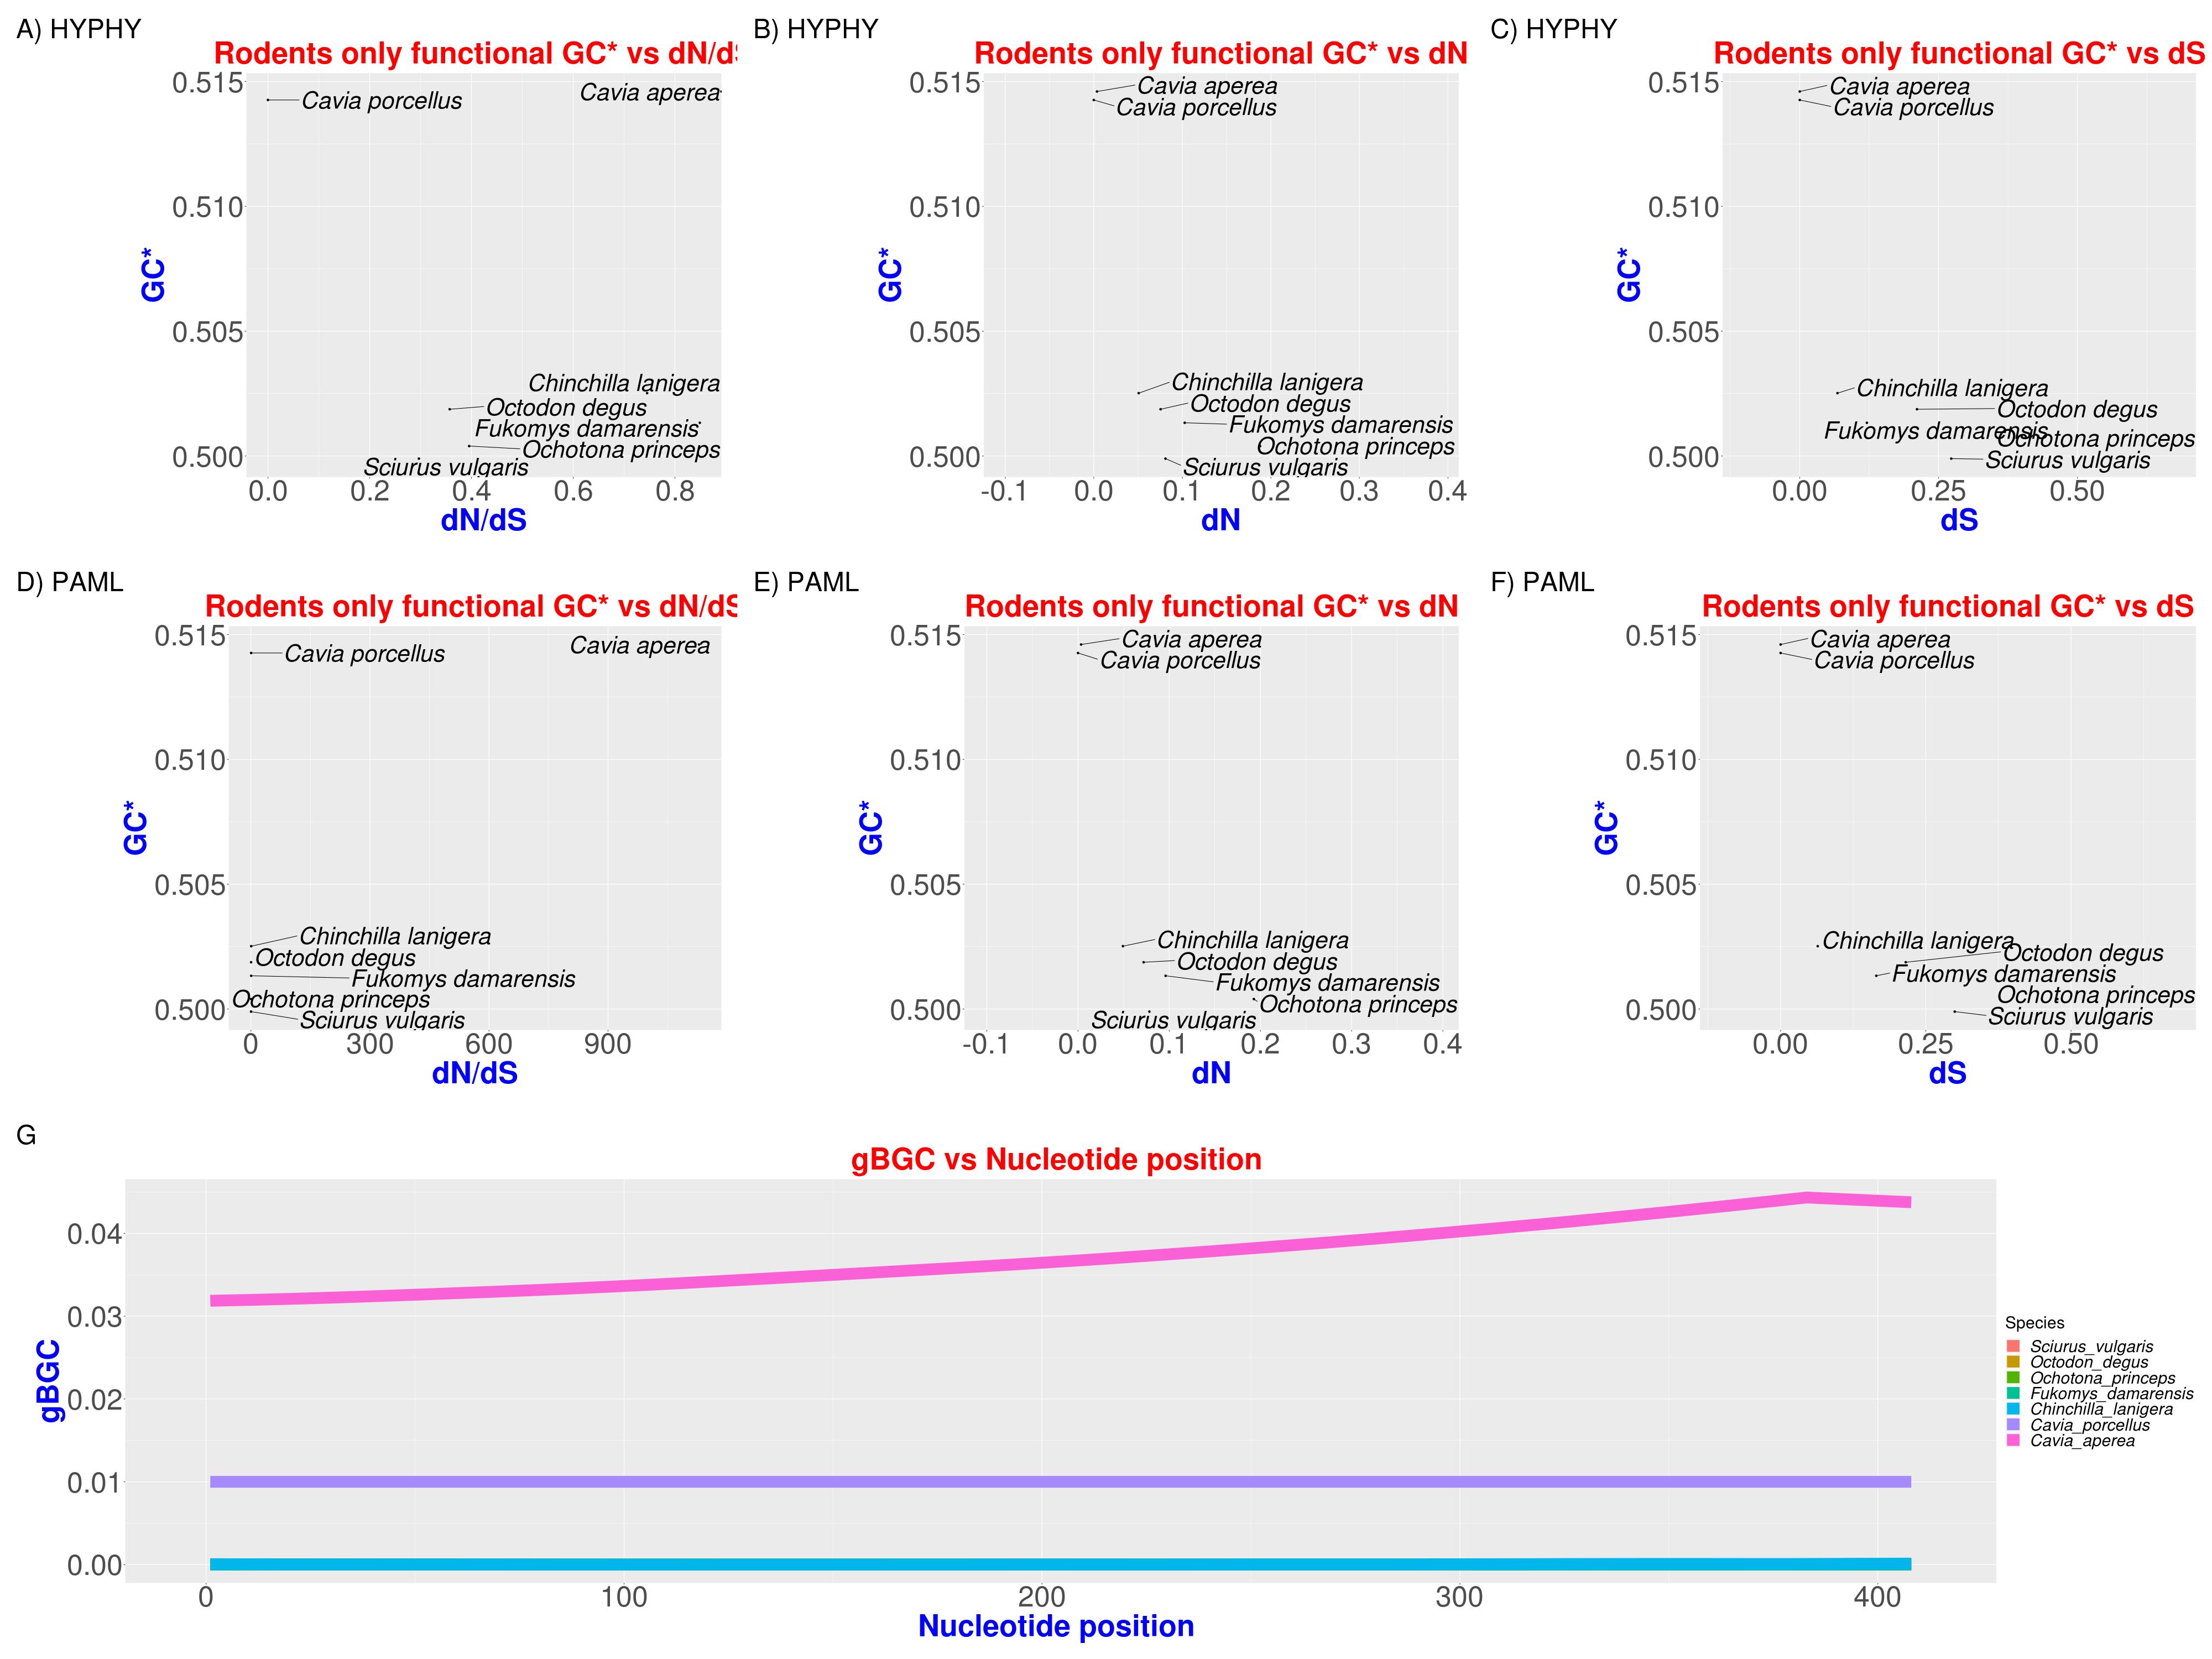 A) HYPHY
Rodents only functional GC* vs dN/dS
0.515
0.510
0.505
0.500
GC*
Cavia porcellus
Cavia aperea
Chinchilla lanigera
Octodon degus
Fukomys damarensis
Ochotona princeps
Sciurus vulgaris
0.0 0.2 0.4 0.6 0.8
dN/dS
B) HYPHY
Rodents only functional GC* vs dN
0.515
0.510
0.505
0.500
GC*
Cavia aperea
Cavia porcellus
Chinchilla lanigera
Octodon degus
Fukomys damarensis
Ochotona princeps
Sciurus vulgaris
-0.1 0.0 0.1 0.2 0.3 0.4
dN
C) HYPHY
Rodents only functional GC* vs dS
0.515
0.510
0.505
0.500
GC*
Cavia aperea
Cavia porcellus
Chinchilla lanigera
Octodon degus
Fukomys damarensis
Ochotona princeps
Sciurus vulgaris
0.00 0.25 0.50
dS
D) PAML
Rodents only functional GC* vs dN/dS
0.515
0.510
0.505
0.500
GC*
Cavia aperea
Cavia porcellus
Chinchilla lanigera
Octodon degus
Fukomys damarensis
Ochotona princeps
Sciurus vulgaris
0 300 600 900
dN/dS
E) PAML
Rodents only functional GC* vs dN
0.515
0.510
0.505
0.500
GC*
Cavia aperea
Cavia porcellus
Chinchilla lanigera
Octodon degus
Fukomys damarensis
Ochotona princeps
Sciurus vulgaris
-0.1 0.0 0.1 0.2 0.3 0.4
dN
F) PAML
Rodents only functional GC* vs dS
0.515
0.510
0.505
0.500
GC*
Cavia aperea
Cavia porcellus
Chinchilla lanigera
Octodon degus
Fukomys damarensis
Ochotona princeps
Sciurus vulgaris
0.00 0.25 0.50
dS
G
gBGC vs Nucleotide position
0.04
0.03
0.02
0.01
0.00
gBGC
0 100 200 300 400
Nucleotide position
Species
Sciurus_vulgaris
Octodon_degus
Ochotona_princeps
Fukomys_damarensis
Chinchilla_lanigera
Cavia_porcellus
Cavia_aperea